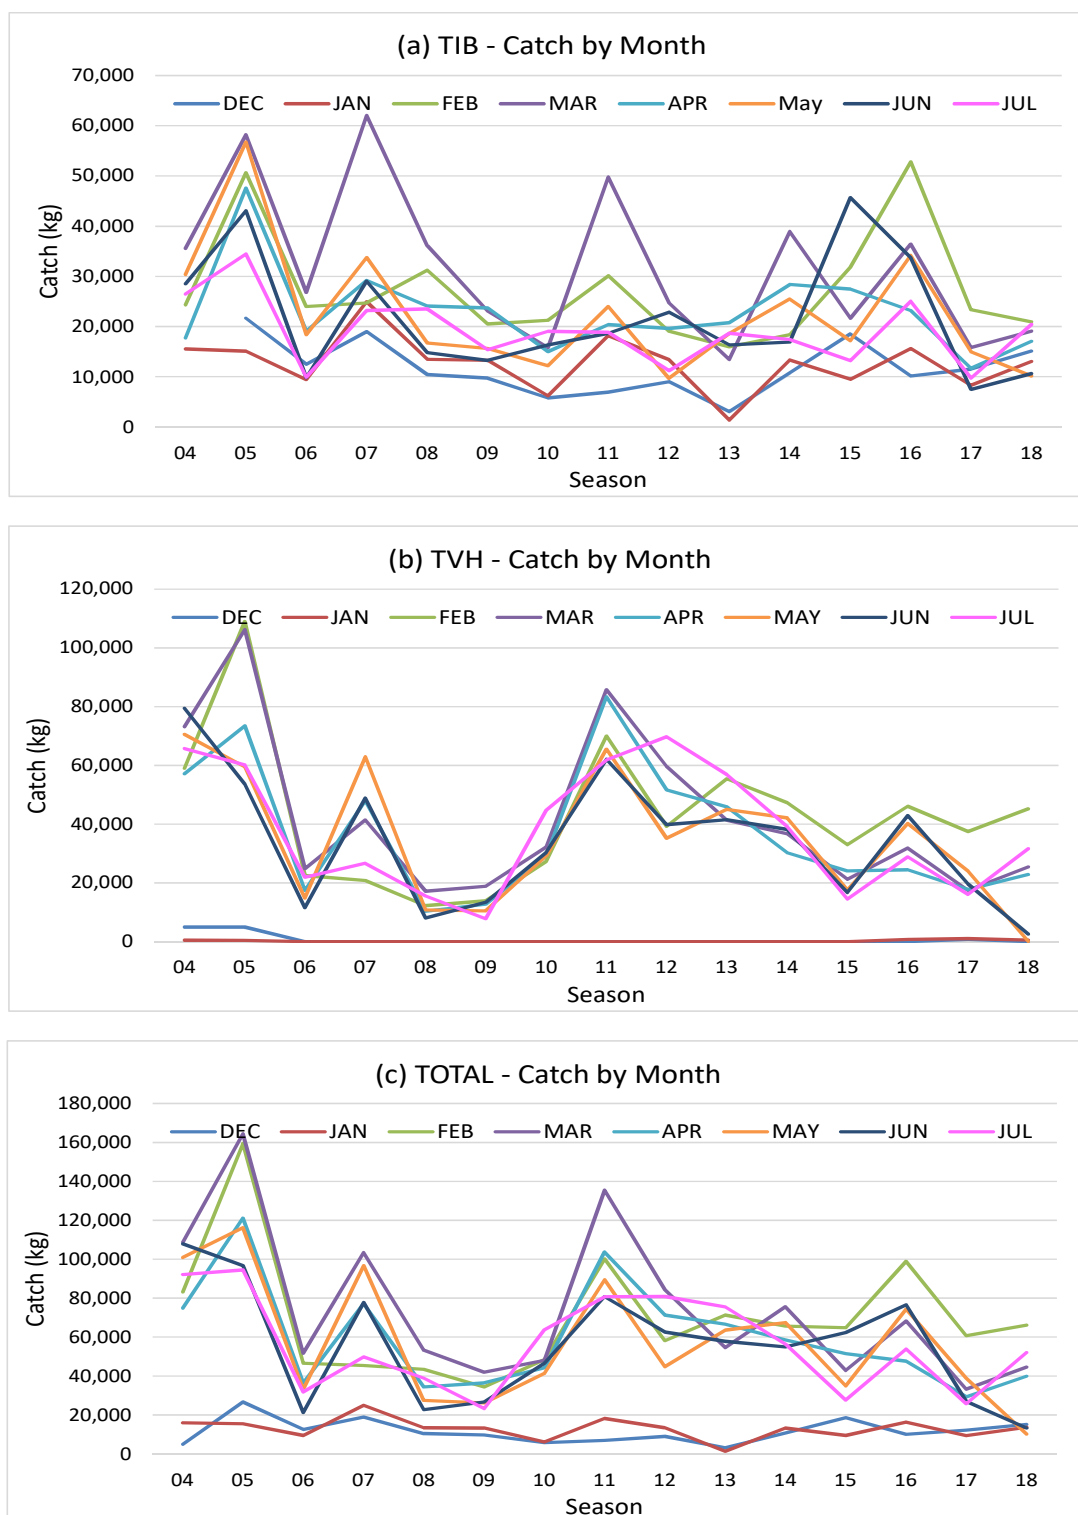 (a) TIB - Catch by Month
70,000
DEC JAN FEB MAR APR May JUN JUL
60,000
50,000
40,000
30,000
20,000
10,000
0
Catch (kg)
04 05 06 07 08 09 10 11 12 13 14 15 16 17 18
Season
(b) TVH - Catch by Month
120,000
DEC JAN FEB MAR APR MAY JUN JUL
100,000
80,000
60,000
40,000
20,000
0
Catch (kg)
04 05 06 07 08 09 10 11 12 13 14 15 16 17 18
Season
(c) TOTAL - Catch by Month
180,000
DEC JAN FEB MAR APR MAY JUN JUL
160,000
140,000
120,000
100,000
80,000
60,000
40,000
20,000
0
Catch (kg)
04 05 06 07 08 09 10 11 12 13 14 15 16 17 18
Season